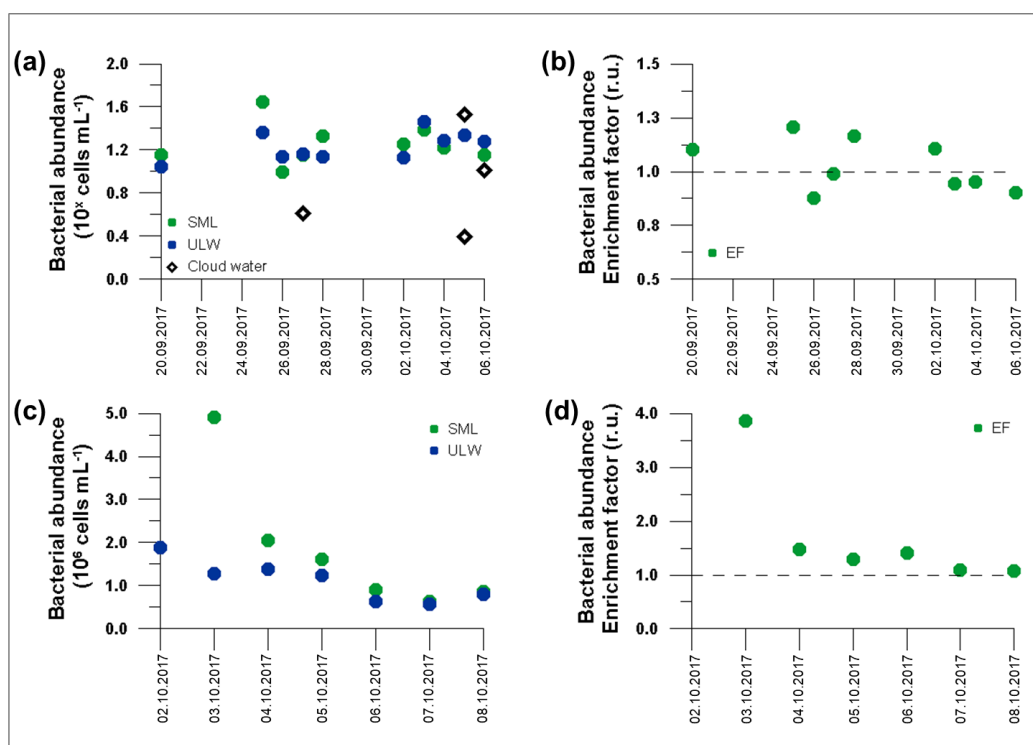 (a)
Bacterial abundance
(10ˣ cells mL⁻¹)
2.0
1.6
1.2
0.8
0.4
0.0
SML
ULW
Cloud water
20.09.2017
22.09.2017
24.09.2017
26.09.2017
28.09.2017
30.09.2017
02.10.2017
04.10.2017
06.10.2017
(b)
Bacterial abundance
Enrichment factor (r.u.)
1.5
1.3
1.0
0.8
0.5
EF
20.09.2017
22.09.2017
24.09.2017
26.09.2017
28.09.2017
30.09.2017
02.10.2017
04.10.2017
06.10.2017
(c)
Bacterial abundance
(10⁶ cells mL⁻¹)
5.0
4.0
3.0
2.0
1.0
0.0
SML
ULW
02.10.2017
03.10.2017
04.10.2017
05.10.2017
06.10.2017
07.10.2017
08.10.2017
(d)
Bacterial abundance
Enrichment factor (r.u.)
4.0
3.0
2.0
1.0
0.0
EF
02.10.2017
03.10.2017
04.10.2017
05.10.2017
06.10.2017
07.10.2017
08.10.2017